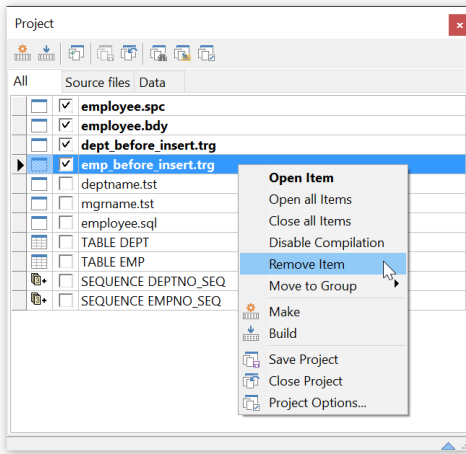 Project
All
Source files
Data
employee.spc
employee.bdy
dept_before_insert.trg
emp_before_insert.trg
deptname.tst
mgrname.tst
employee.sql
TABLE DEPT
TABLE EMP
SEQUENCE DEPTNO_SEQ
SEQUENCE EMPNO_SEQ
Open Item
Open all Items
Close all Items
Disable Compilation
Remove Item
Move to Group
Make
Build
Save Project
Close Project
Project Options...